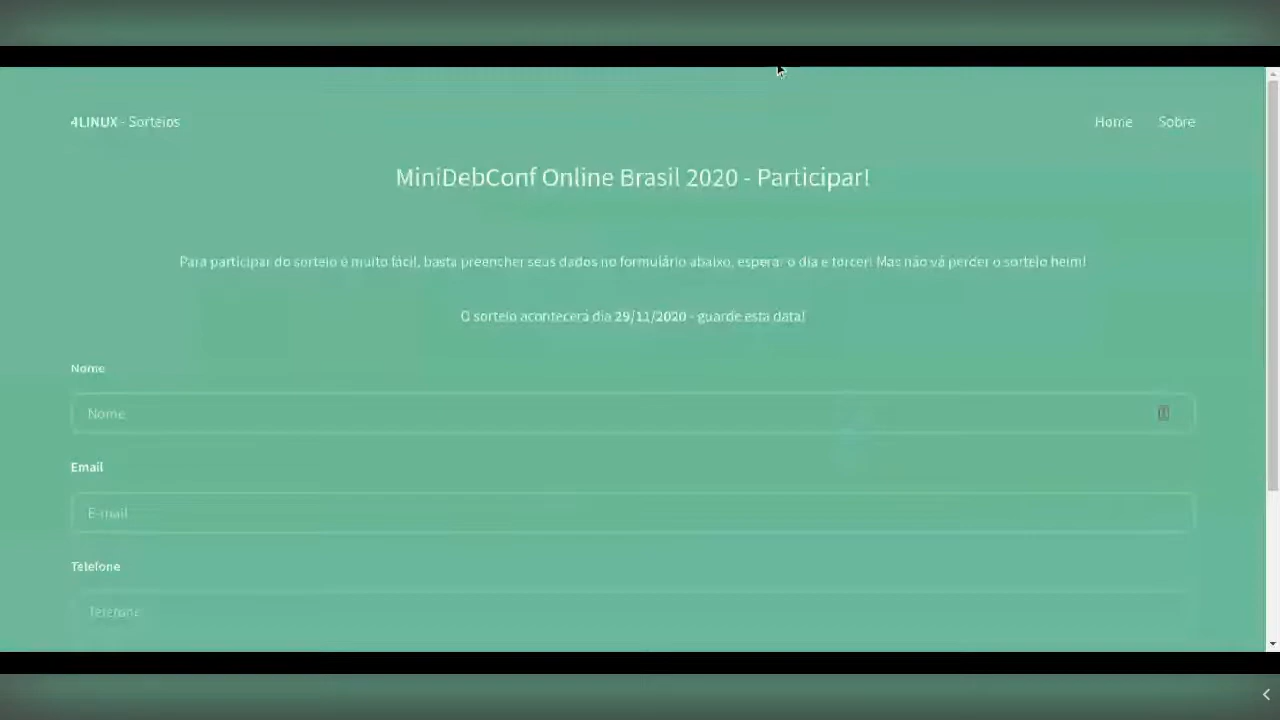 4LINUX - Sorteios
Home
Sobre
MiniDebConf Online Brasil 2020 - Participar!
Para participar do sorteio é muito fácil, basta preencher seus dados no formulário abaixo, esperar o dia e torcer! Mas não vá perder o sorteio heim!
O sorteio acontecerá dia 29/11/2020 - guarde esta data!
Nome
Nome
Email
E-mail
Telefone
Telefone